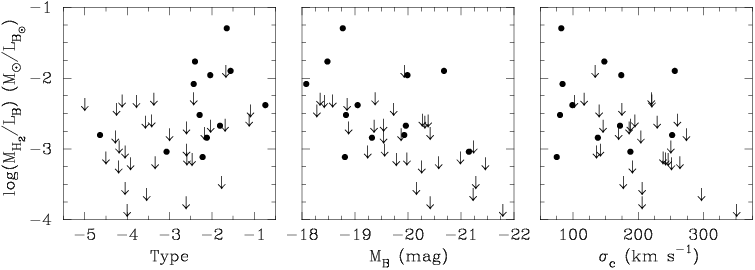 log(M_H₂/L_B) (M_⊙/L_B⊙)
−1
−2
−3
−4
−5 −4 −3 −2 −1
Type
−18 −19 −20 −21 −22
M_B (mag)
100 200 300
σ_c (km s⁻¹)